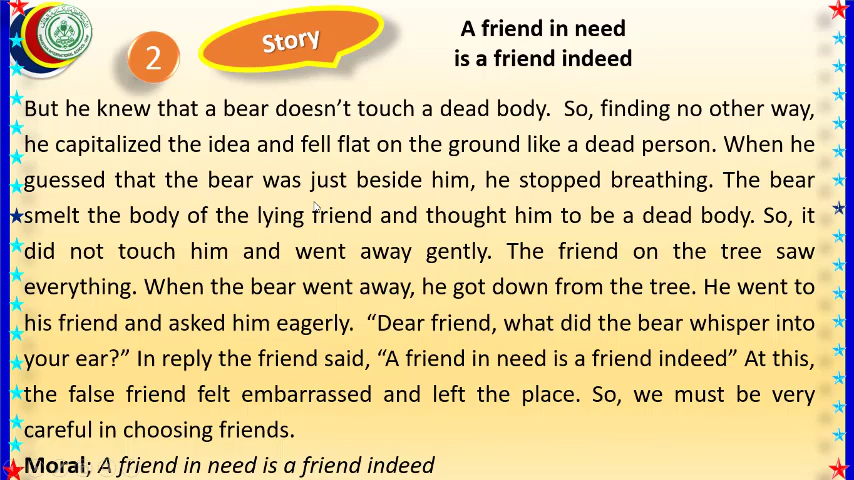 2
Story
A friend in need
is a friend indeed
But he knew that a bear doesn’t touch a dead body.  So, finding no other way,
he capitalized the idea and fell flat on the ground like a dead person. When he
guessed that the bear was just beside him, he stopped breathing. The bear
smelt the body of the lying friend and thought him to be a dead body. So, it
did not touch him and went away gently. The friend on the tree saw
everything. When the bear went away, he got down from the tree. He went to
his friend and asked him eagerly.  “Dear friend, what did the bear whisper into
your ear?” In reply the friend said, “A friend in need is a friend indeed” At this,
the false friend felt embarrassed and left the place. So, we must be very
careful in choosing friends.
Moral; A friend in need is a friend indeed